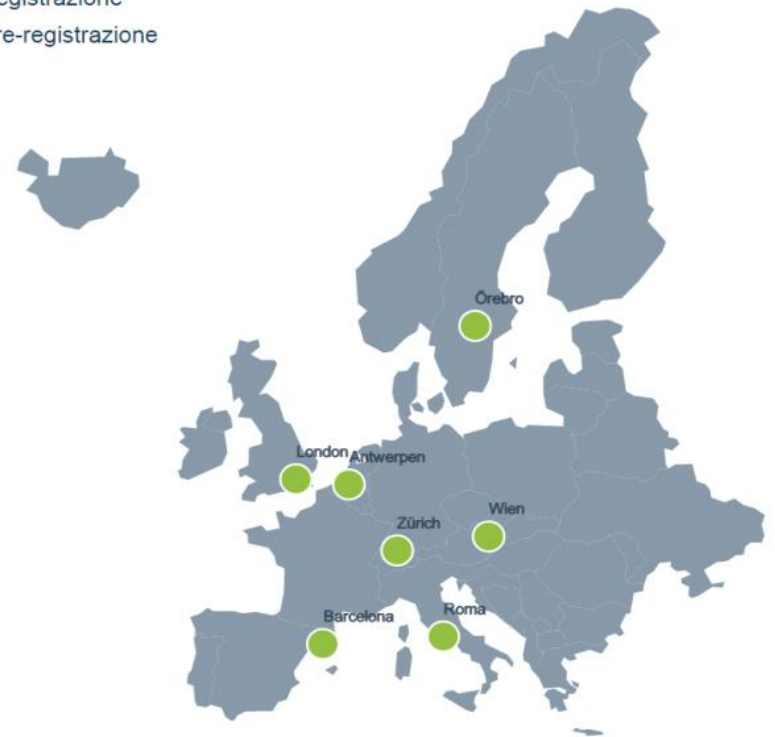 egistrazione
re-registrazione
Örebro
London
Antwerpen
Zürich
Wien
Barcelona
Roma